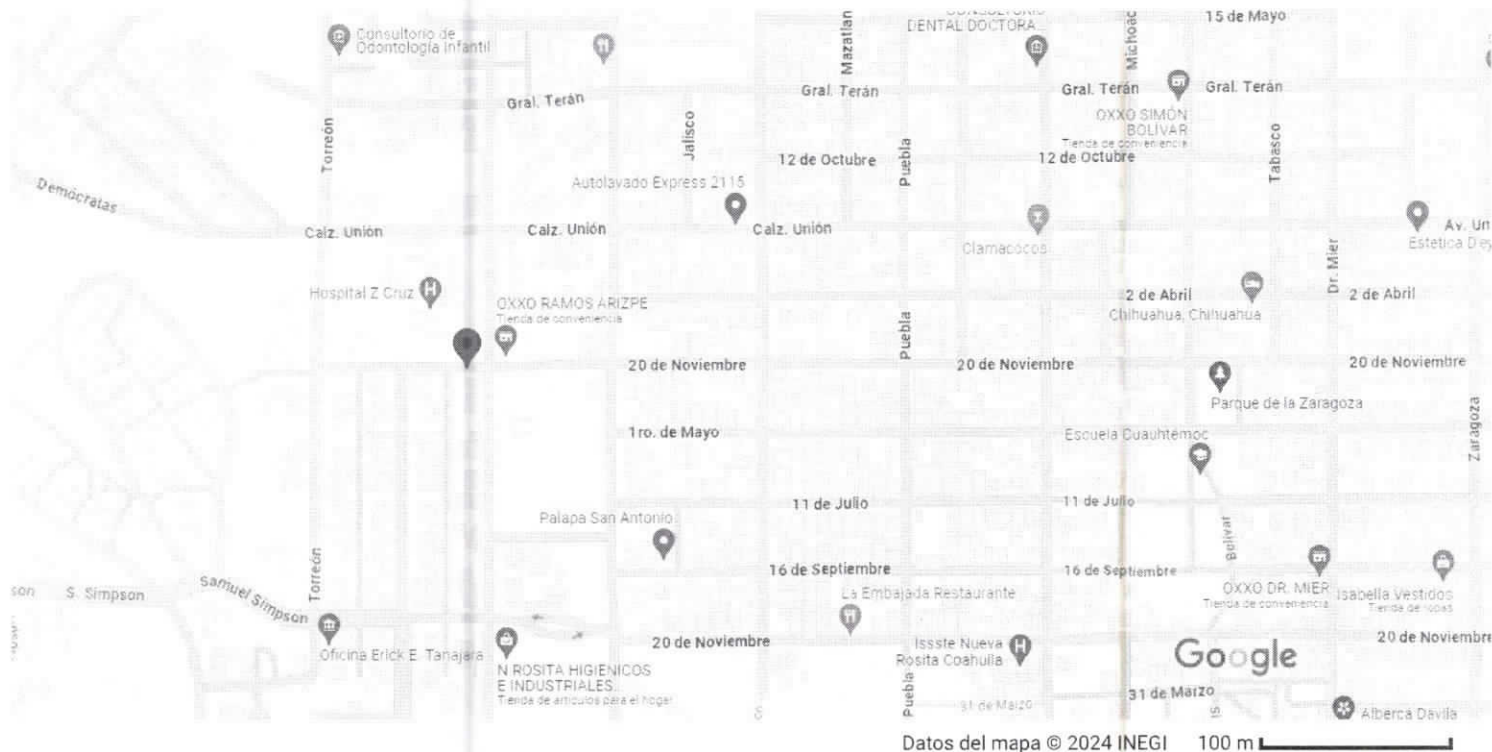 15 de Mayo
DENTAL DOCTORA...
Consultorio de
Odontología Infantil
Mazatlan
Michoac
Gral. Terán
Gral. Terán
Gral. Terán
Gral. Terán
OXXO SIMÓN
BOLÍVAR
Tienda de conveniencia
Torreón
Jalisco
12 de Octubre
Puebla
12 de Octubre
Tabasco
Demócratas
Autolavado Express 2115
Calz. Unión
Calz. Unión
Calz. Unión
Clamacocos
Av. Un
Estetica D'ey
Dr. Mier
Hospital Z Cruz
OXXO RAMOS ARIZPE
Tienda de conveniencia
2 de Abril
2 de Abril
Chihuahua, Chihuahua
Puebla
20 de Noviembre
20 de Noviembre
20 de Noviembre
Parque de la Zaragoza
1ro. de Mayo
Escuela Cuauhtémoc
Zaragoza
11 de Julio
11 de Julio
Palapa San Antonio
Bolívar
Torreón
16 de Septiembre
16 de Septiembre
OXXO DR. MIER
Tienda de conveniencia
Isabella Vestidos
Tienda de ropas
son
S. Simpson
Samuel Simpson
La Embajada Restaurante
Oficina Erick E. Tanajara
20 de Noviembre
20 de Noviembre
Issste Nueva
Rosita Coahuila
N ROSITA HIGIENICOS
E INDUSTRIALES...
Tienda de artículos para el hogar
Google
Puebla
31 de Marzo
31 de Marzo
Alberca Davila
Datos del mapa © 2024 INEGI
100 m